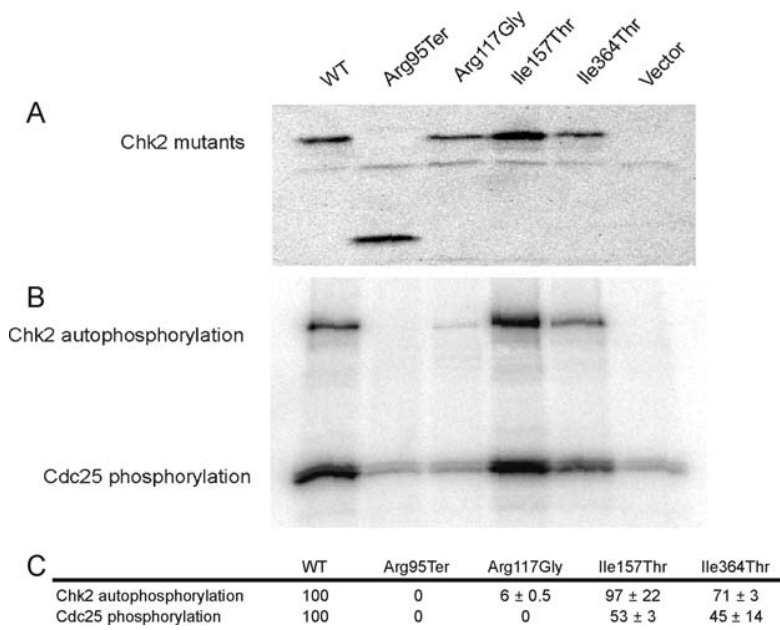 WT Arg95Ter Arg117Gly Ile157Thr Ile364Thr Vector
A
Chk2 mutants
B
Chk2 autophosphorylation
Cdc25 phosphorylation
C WT Arg95Ter Arg117Gly Ile157Thr Ile364Thr
Chk2 autophosphorylation 100 0 6 ± 0.5 97 ± 22 71 ± 3
Cdc25 phosphorylation 100 0 0 53 ± 3 45 ± 14